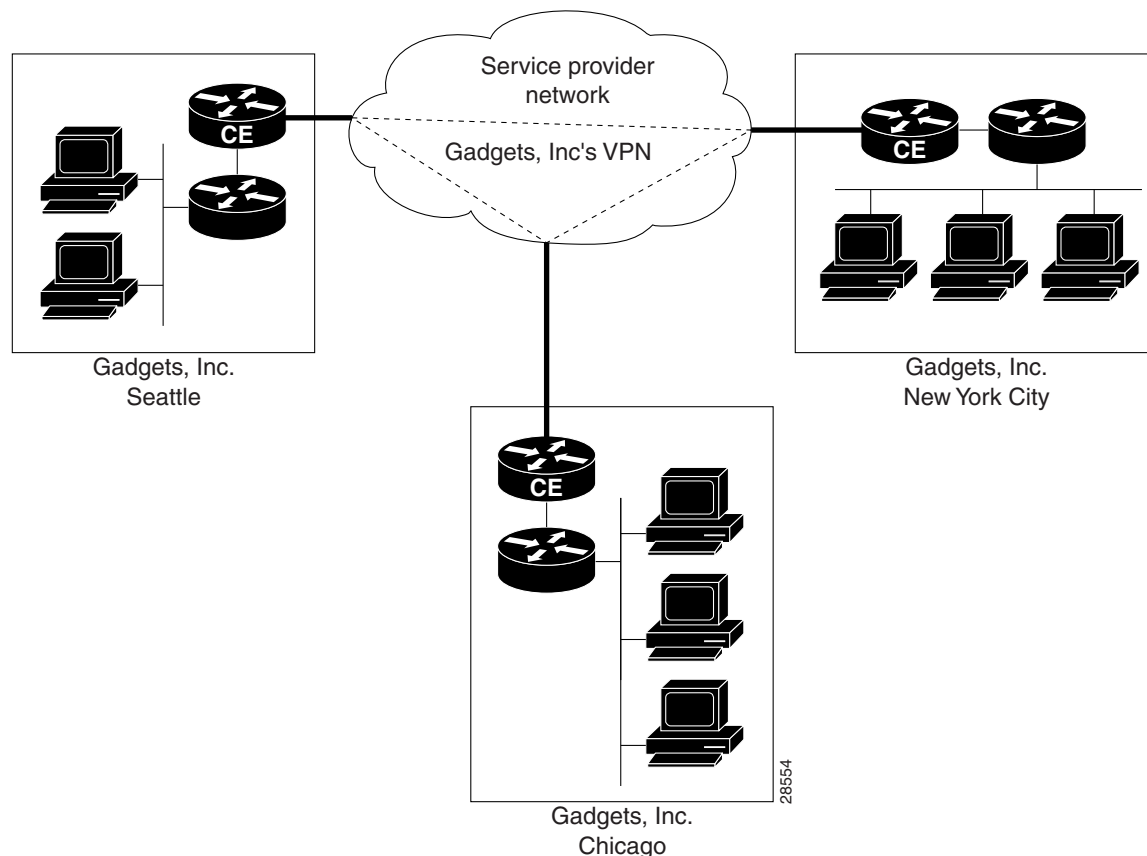 Service provider
network
Gadgets, Inc's VPN
CE
CE
Gadgets, Inc.
Seattle
Gadgets, Inc.
New York City
CE
28554
Gadgets, Inc.
Chicago